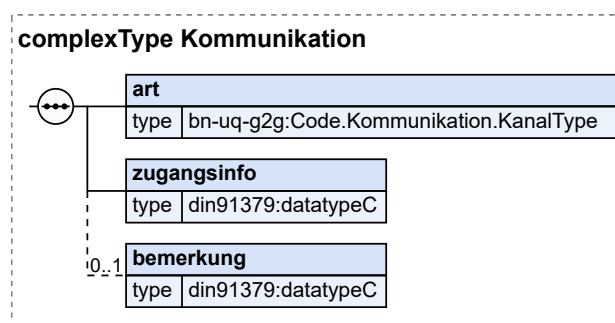 complexType Kommunikation
art
type bn-uq-g2g:Code.Kommunikation.KanalType
zugangsinfo
type din91379:datatypeC
0..1 bemerkung
type din91379:datatypeC